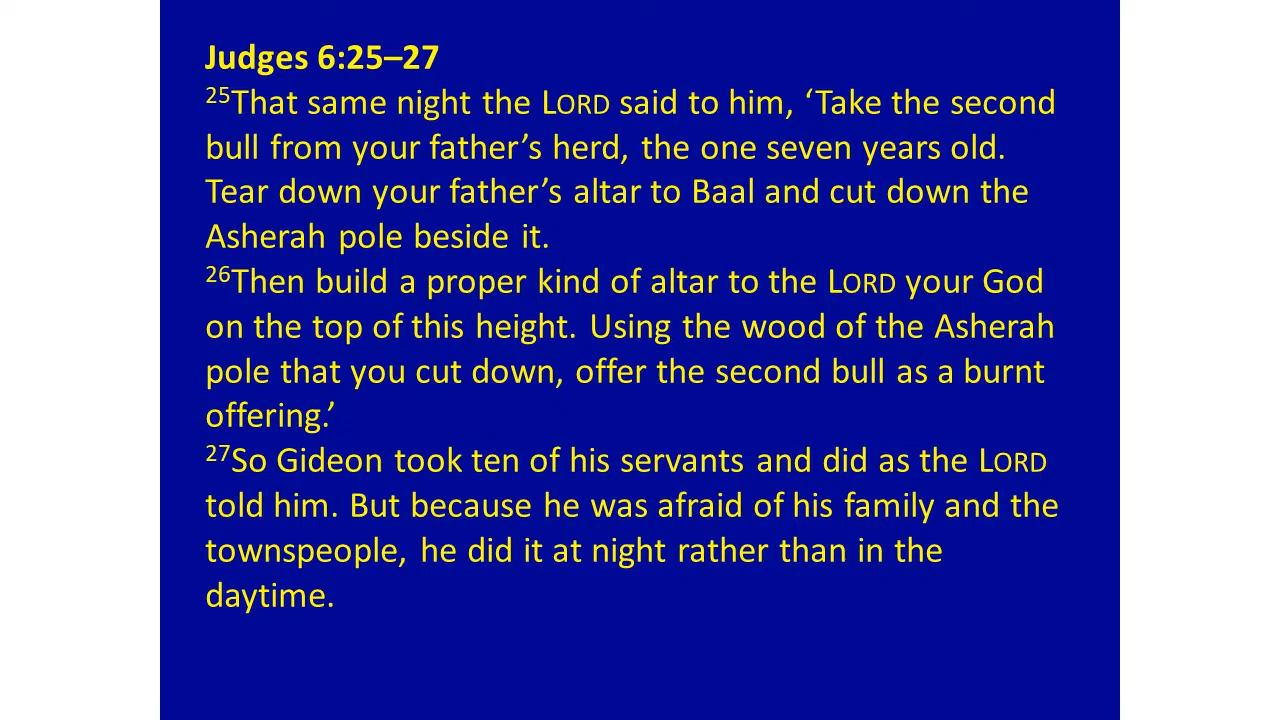 Judges 6:25–27
²⁵That same night the LORD said to him, ‘Take the second
bull from your father’s herd, the one seven years old.
Tear down your father’s altar to Baal and cut down the
Asherah pole beside it.
²⁶Then build a proper kind of altar to the LORD your God
on the top of this height. Using the wood of the Asherah
pole that you cut down, offer the second bull as a burnt
offering.’
²⁷So Gideon took ten of his servants and did as the LORD
told him. But because he was afraid of his family and the
townspeople, he did it at night rather than in the
daytime.